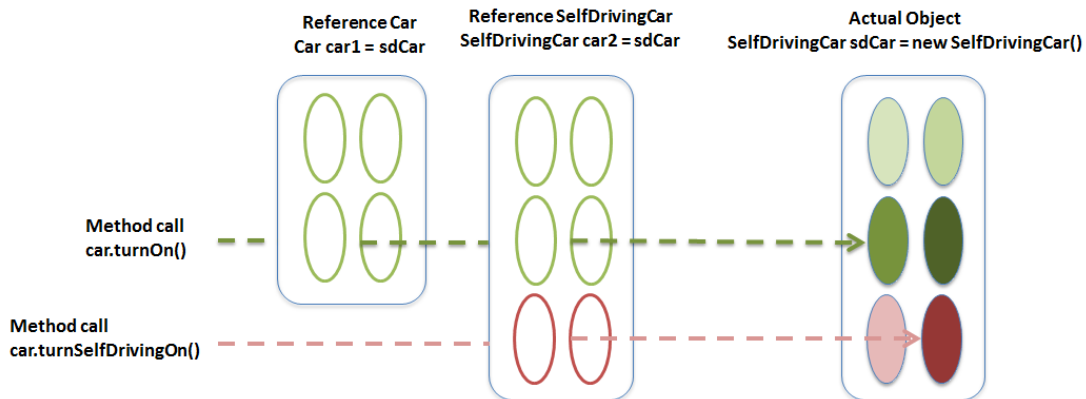 Reference Car
Car car1 = sdCar
Reference SelfDrivingCar
SelfDrivingCar car2 = sdCar
Actual Object
SelfDrivingCar sdCar = new SelfDrivingCar()
Method call
car.turnOn()
Method call
car.turnSelfDrivingOn()